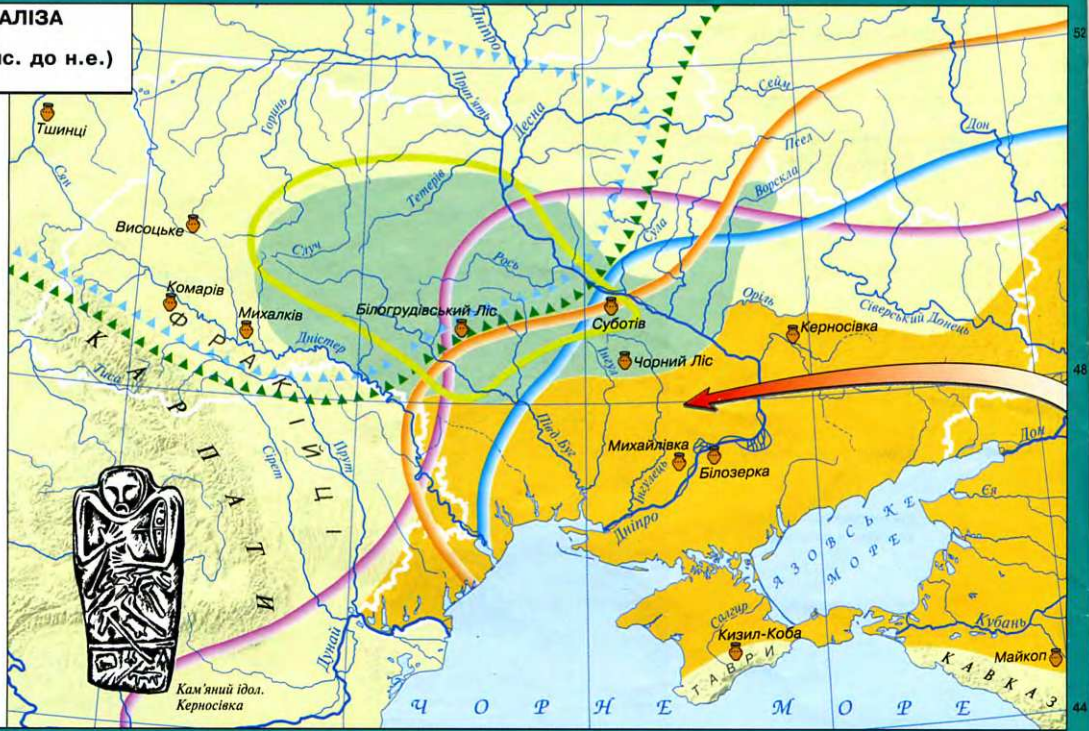 АЛІЗА
с. до н.е.)
52
48
44
Дніпро
Прип'ять
Десна
Сейм
Дон
Псел
Горинь
Тшинці
Сян
Тетерів
Ворскла
Високе
Висоцьке
Случ
Рось
Сула
Комарів
Михалків
Білогрудівський Ліс
Суботів
Оріль
Керносівка
Сіверський Донець
ФРАКІЙЦІ
Дністер
Інгул
Чорний Ліс
КАРПАТИ
Тиса
Півд.Буг
Михайлівка
Білозерка
Інгулець
Дніпро
Сірет
Прут
Дон
Єя
АЗОВСЬКЕ
МОРЕ
Салгир
Кизил-Коба
ТАВРИ
Кубань
Майкоп
КАВКАЗ
Дунай
Кам'яний ідол.
Керносівка
ЧОРНЕ МОРЕ